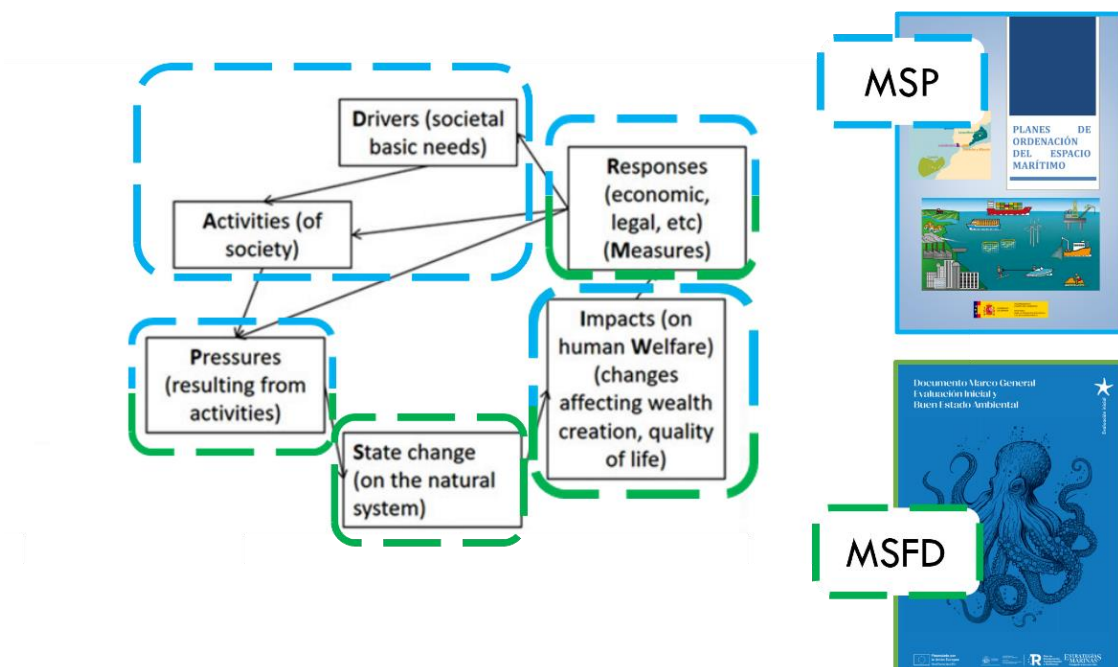 Drivers (societal
basic needs)
Activities (of
society)
Responses
(economic,
legal, etc)
(Measures)
Pressures
(resulting from
activities)
State change
(on the natural
system)
Impacts (on
human Welfare)
(changes
affecting wealth
creation, quality
of life)
MSP
PLANES DE
ORDENACIÓN
DEL ESPACIO
MARÍTIMO
Documento Marco General
Evaluación Inicial y
Buen Estado Ambiental
MSFD